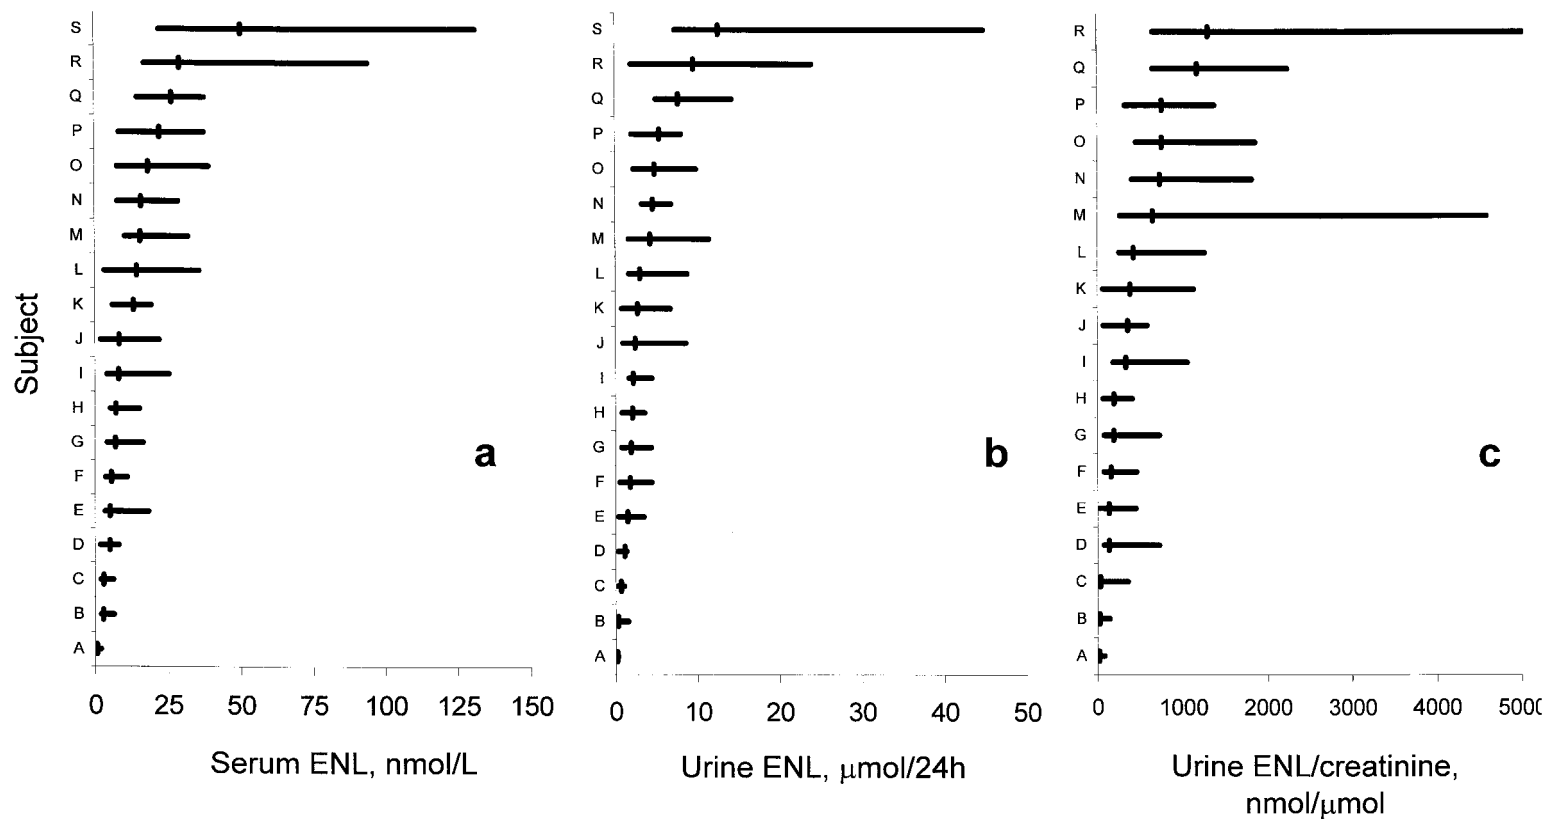 Subject
S
R
Q
P
O
N
M
L
K
J
I
H
G
F
E
D
C
B
A
0 25 50 75 100 125 150
Serum ENL, nmol/L
a
S
R
Q
P
O
N
M
L
K
J
I
H
G
F
E
D
C
B
A
0 10 20 30 40 50
Urine ENL, μmol/24h
b
R
Q
P
O
N
M
L
K
J
I
H
G
F
E
D
C
B
A
0 1000 2000 3000 4000 5000
Urine ENL/creatinine,
nmol/μmol
c